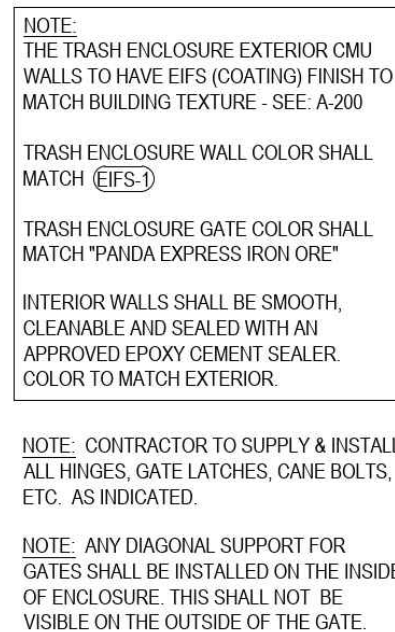 NOTE:
THE TRASH ENCLOSURE EXTERIOR CMU
WALLS TO HAVE EIFS (COATING) FINISH TO
MATCH BUILDING TEXTURE - SEE: A-200
TRASH ENCLOSURE WALL COLOR SHALL
MATCH EIFS-1
TRASH ENCLOSURE GATE COLOR SHALL
MATCH "PANDA EXPRESS IRON ORE"
INTERIOR WALLS SHALL BE SMOOTH,
CLEANABLE AND SEALED WITH AN
APPROVED EPOXY CEMENT SEALER.
COLOR TO MATCH EXTERIOR.
NOTE: CONTRACTOR TO SUPPLY & INSTALL
ALL HINGES, GATE LATCHES, CANE BOLTS,
ETC. AS INDICATED.
NOTE: ANY DIAGONAL SUPPORT FOR
GATES SHALL BE INSTALLED ON THE INSIDE
OF ENCLOSURE. THIS SHALL NOT BE
VISIBLE ON THE OUTSIDE OF THE GATE.